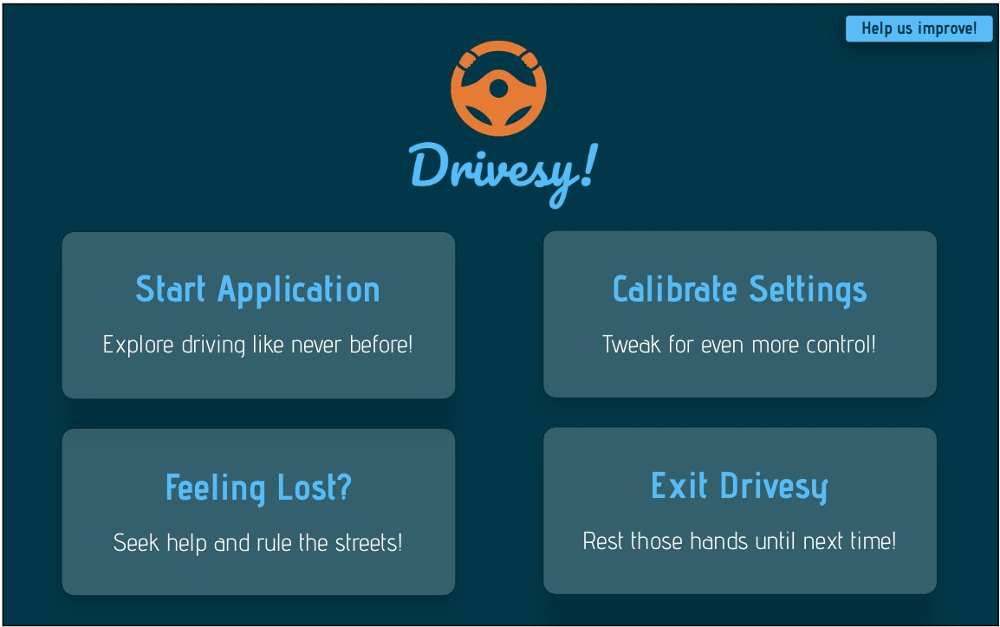 Help us improve!
Drivesy!
Start Application
Explore driving like never before!
Calibrate Settings
Tweak for even more control!
Feeling Lost?
Seek help and rule the streets!
Exit Drivesy
Rest those hands until next time!